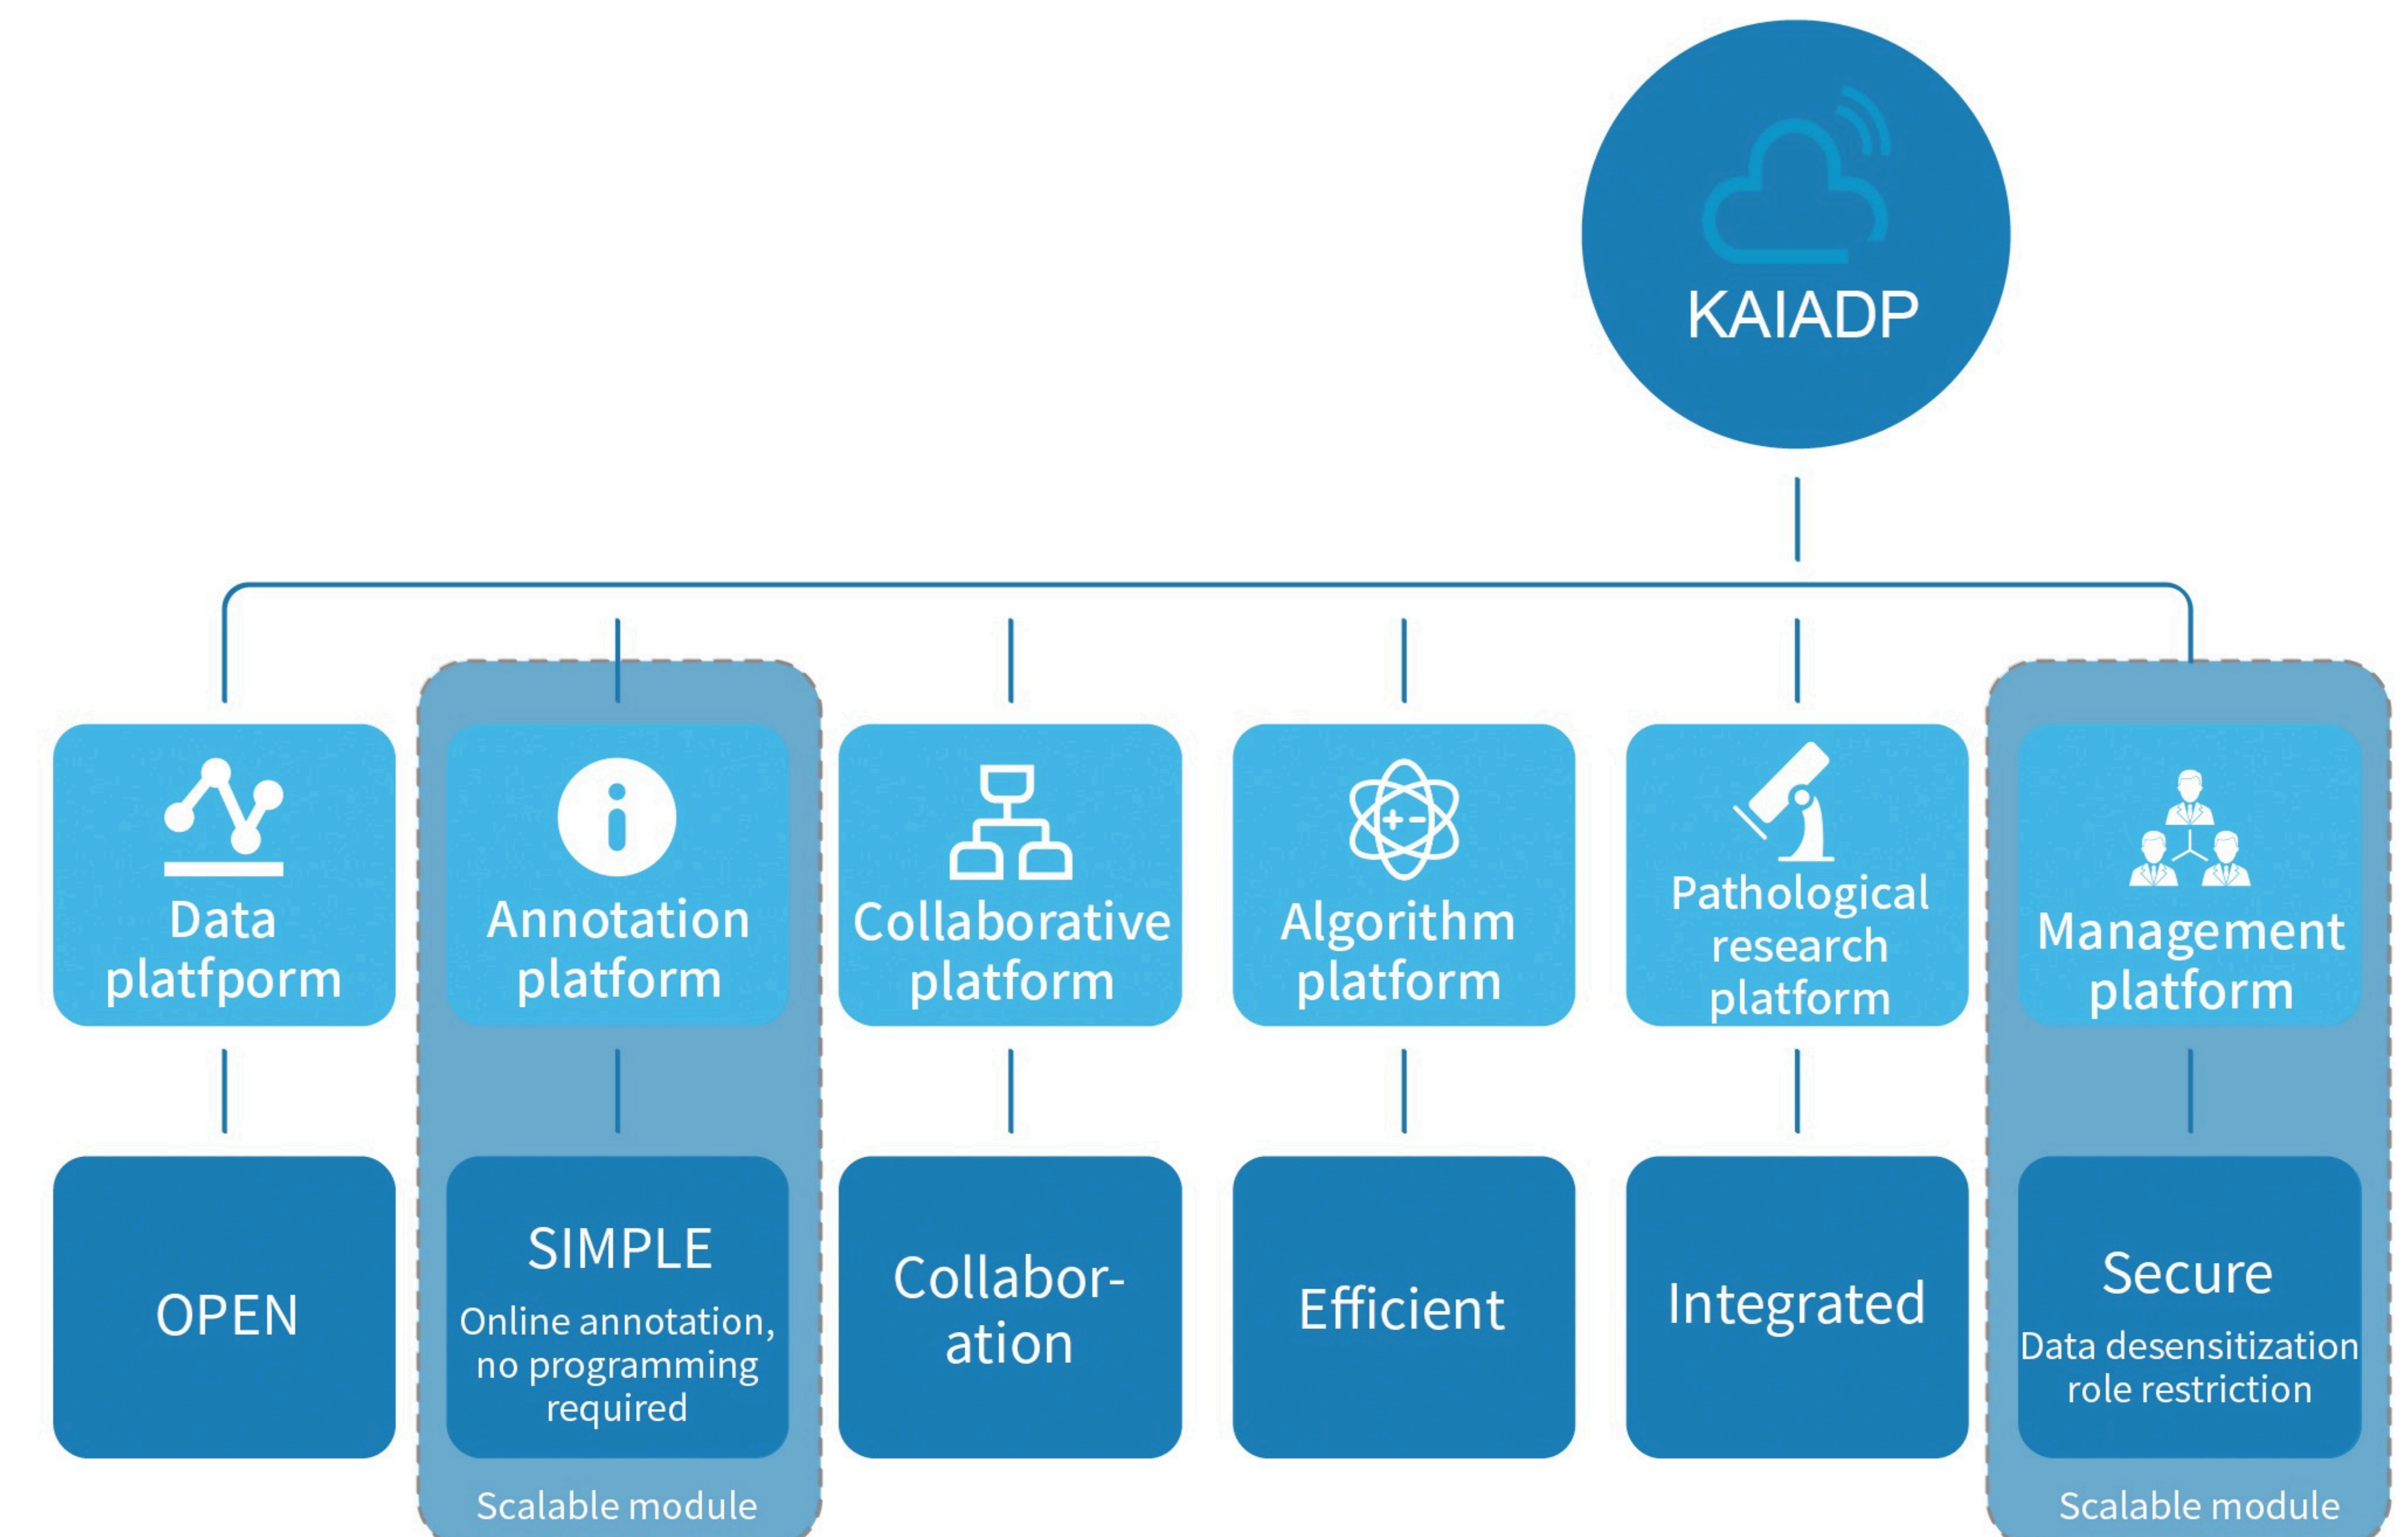 KAIADP
Data
platfporm
Annotation
platform
Collaborative
platform
Algorithm
platform
Pathological
research
platform
Management
platform
OPEN
SIMPLE
Online annotation,
no programming
required
Collabor-
ation
Efficient
Integrated
Secure
Data desensitization
role restriction
Scalable module
Scalable module